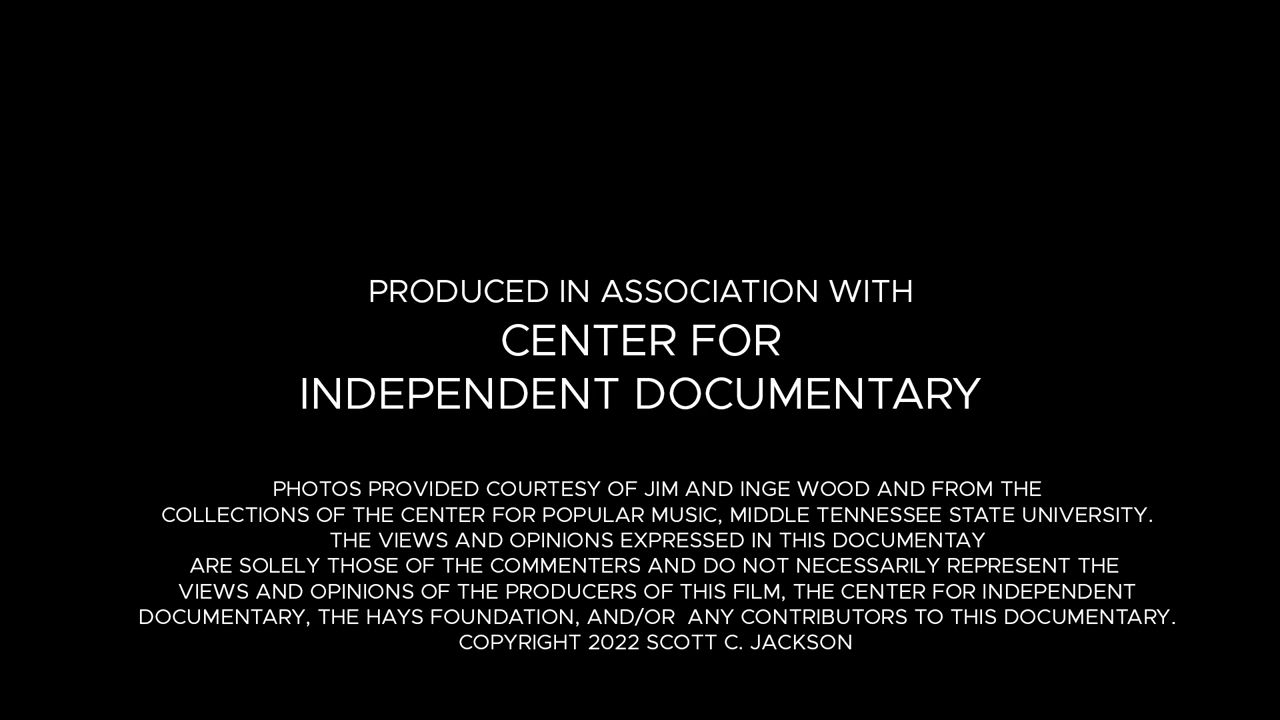 PRODUCED IN ASSOCIATION WITH
CENTER FOR
INDEPENDENT DOCUMENTARY
PHOTOS PROVIDED COURTESY OF JIM AND INGE WOOD AND FROM THE
COLLECTIONS OF THE CENTER FOR POPULAR MUSIC, MIDDLE TENNESSEE STATE UNIVERSITY.
THE VIEWS AND OPINIONS EXPRESSED IN THIS DOCUMENTAY
ARE SOLELY THOSE OF THE COMMENTERS AND DO NOT NECESSARILY REPRESENT THE
VIEWS AND OPINIONS OF THE PRODUCERS OF THIS FILM, THE CENTER FOR INDEPENDENT
DOCUMENTARY, THE HAYS FOUNDATION, AND/OR  ANY CONTRIBUTORS TO THIS DOCUMENTARY.
COPYRIGHT 2022 SCOTT C. JACKSON